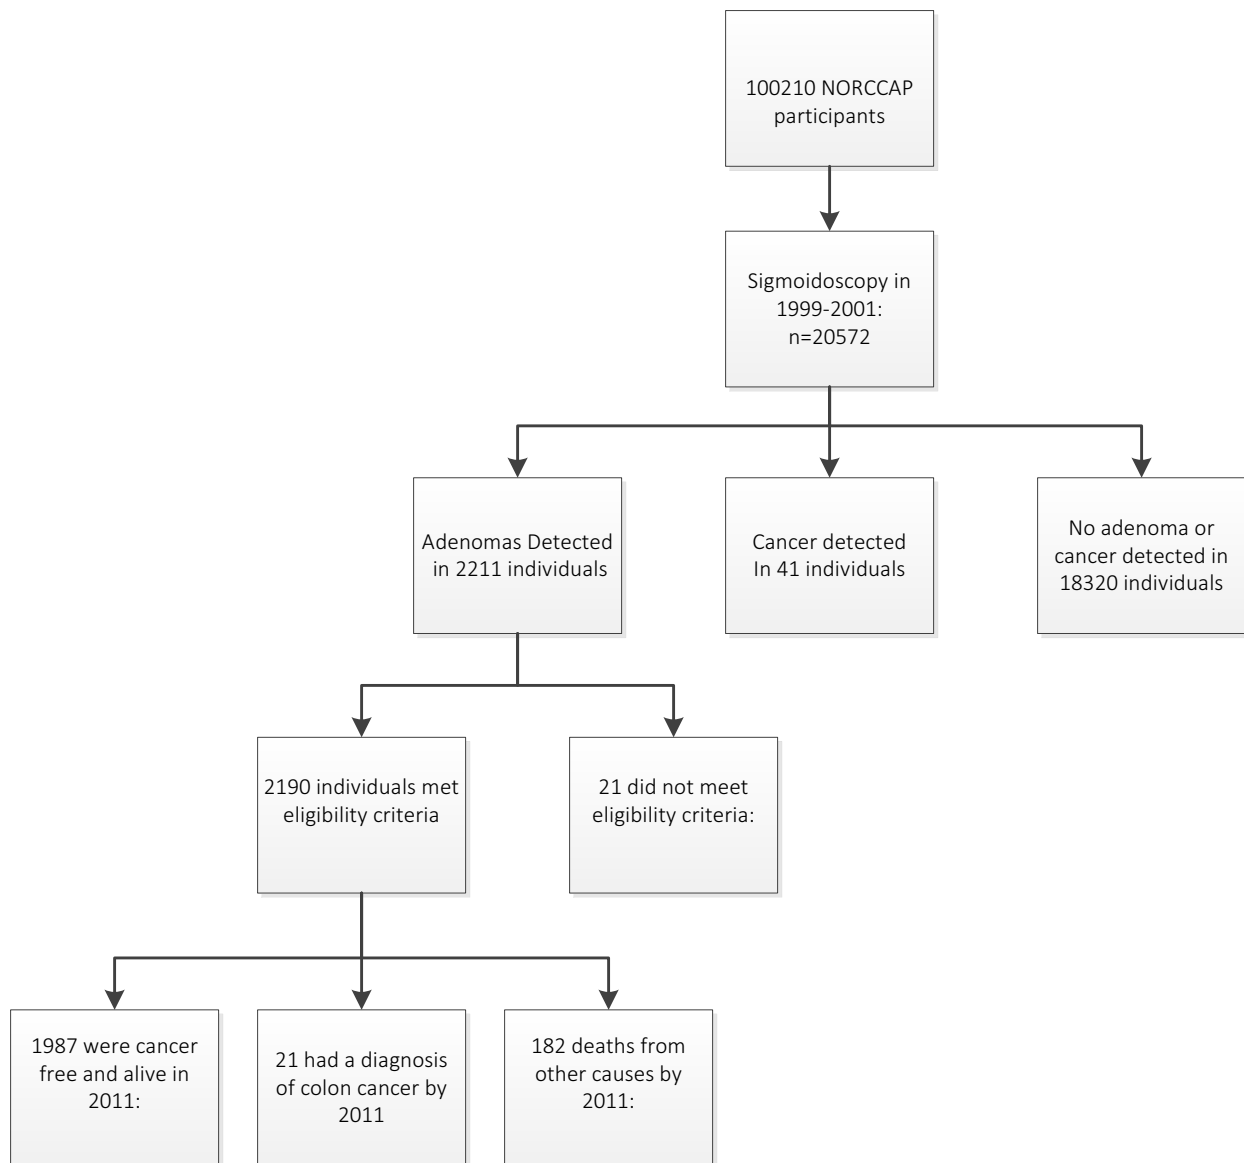 100210 NORCCAP
participants
Sigmoidoscopy in
1999-2001:
n=20572
Adenomas Detected
in 2211 individuals
Cancer detected
In 41 individuals
No adenoma or
cancer detected in
18320 individuals
2190 individuals met
eligibility criteria
21 did not meet
eligibility criteria:
1987 were cancer
free and alive in
2011:
21 had a diagnosis
of colon cancer by
2011
182 deaths from
other causes by
2011: